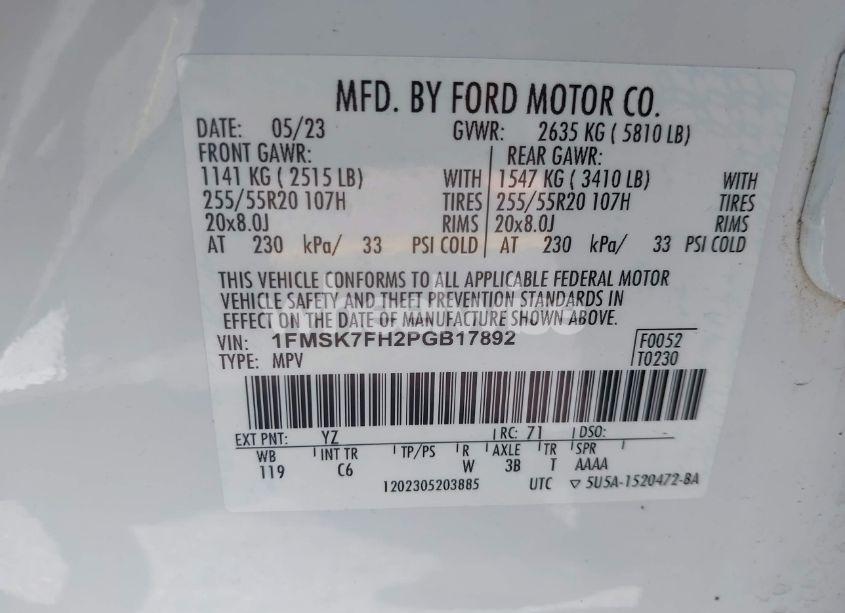 MFD. BY FORD MOTOR CO.
DATE: 05/23 GVWR: 2635 KG ( 5810 LB)
FRONT GAWR: REAR GAWR:
1141 KG ( 2515 LB) WITH 1547 KG ( 3410 LB) WITH
255/55R20 107H TIRES 255/55R20 107H TIRES
20x8.0J RIMS 20x8.0J RIMS
AT 230 kPa/ 33 PSI COLD AT 230 kPa/ 33 PSI COLD
THIS VEHICLE CONFORMS TO ALL APPLICABLE FEDERAL MOTOR
VEHICLE SAFETY AND THEFT PREVENTION STANDARDS IN
EFFECT ON THE DATE OF MANUFACTURE SHOWN ABOVE.
VIN: 1FMSK7FH2PGB17892 F0052
TYPE: MPV T0230
EXT PNT: YZ RC: 71 DSO:
WB INT TR TP/PS R AXLE TR SPR
119 C6 W 3B T AAAA
1202305203885 UTC ▽ 5U5A-1520472-BA